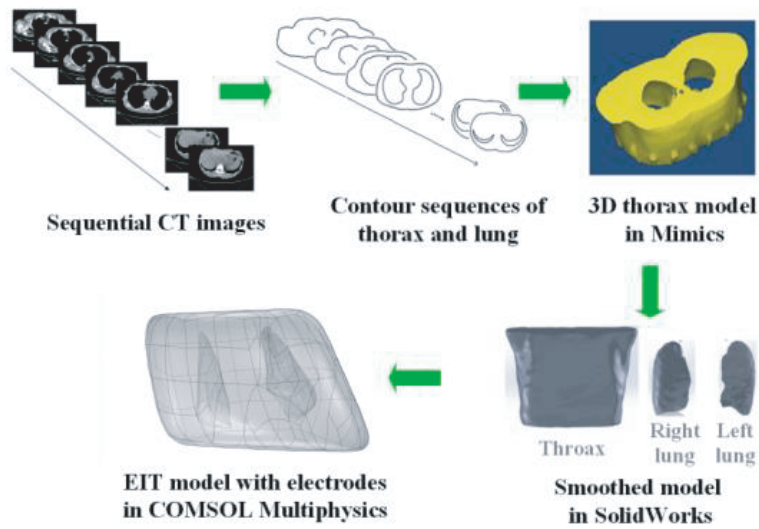 Sequential CT images
Contour sequences of
thorax and lung
3D thorax model
in Mimics
Throax
Right
lung
Left
lung
Smoothed model
in SolidWorks
EIT model with electrodes
in COMSOL Multiphysics